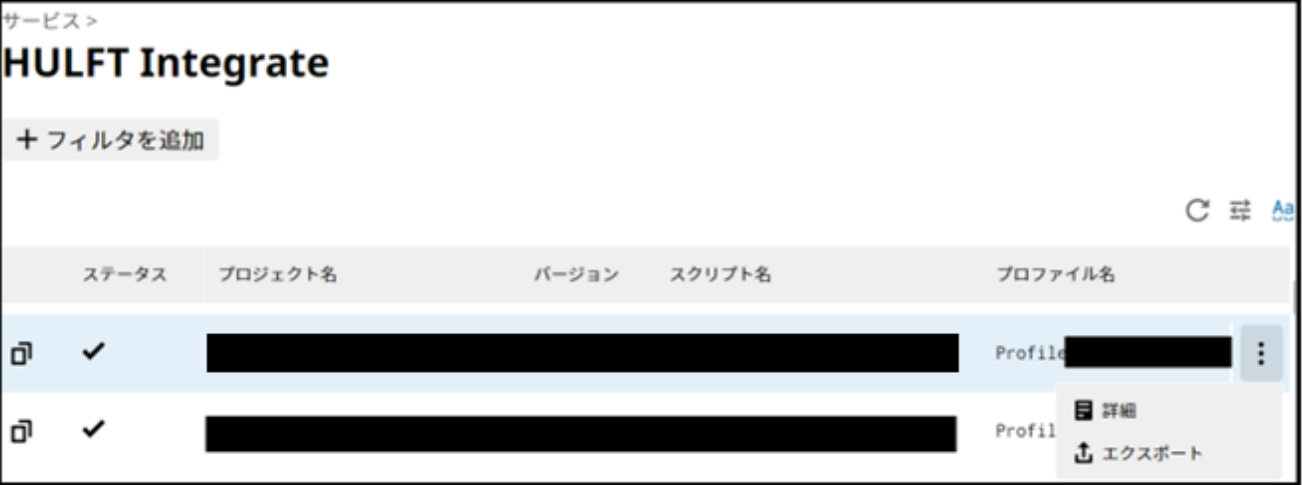 サービス >
HULFT Integrate
+ フィルタを追加
Aa
ステータス プロジェクト名 バージョン スクリプト名 プロファイル名
Profile
詳細
Profil
エクスポート